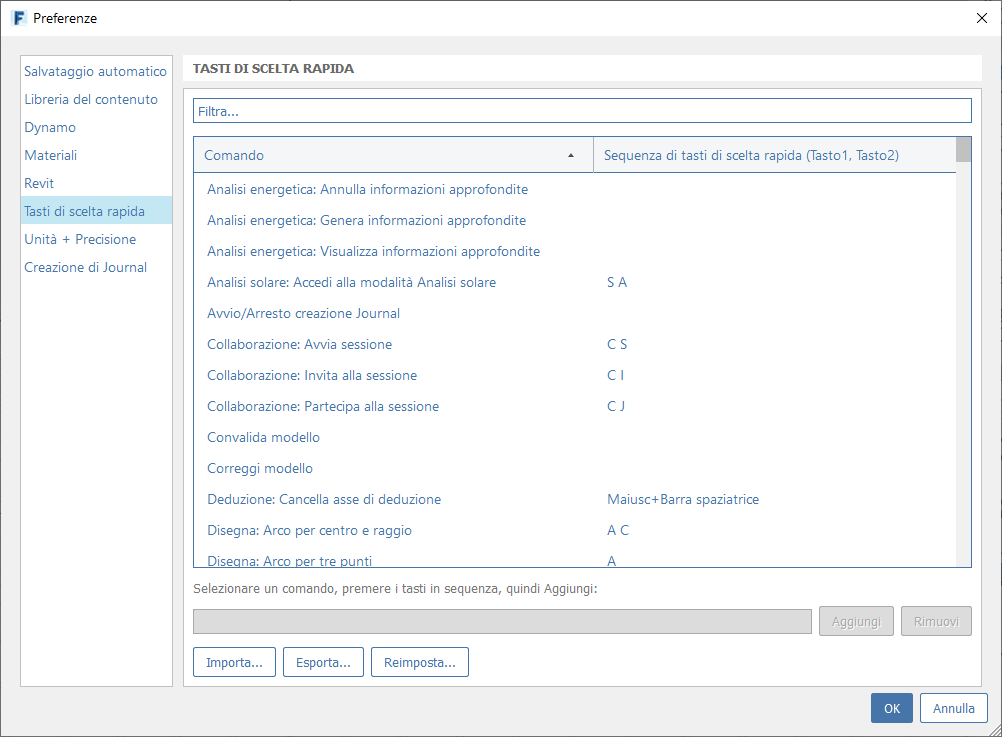 Preferenze
Salvataggio automatico
Libreria del contenuto
Dynamo
Materiali
Revit
Tasti di scelta rapida
Unità + Precisione
Creazione di Journal
TASTI DI SCELTA RAPIDA
Filtra...
Comando Sequenza di tasti di scelta rapida (Tasto1, Tasto2)
Analisi energetica: Annulla informazioni approfondite
Analisi energetica: Genera informazioni approfondite
Analisi energetica: Visualizza informazioni approfondite
Analisi solare: Accedi alla modalità Analisi solare S A
Avvio/Arresto creazione Journal
Collaborazione: Avvia sessione C S
Collaborazione: Invita alla sessione C I
Collaborazione: Partecipa alla sessione C J
Convalida modello
Correggi modello
Deduzione: Cancella asse di deduzione Maiusc+Barra spaziatrice
Disegna: Arco per centro e raggio A C
Disegna: Arco per tre punti A
Selezionare un comando, premere i tasti in sequenza, quindi Aggiungi:
Aggiungi Rimuovi
Importa... Esporta... Reimposta...
OK Annulla